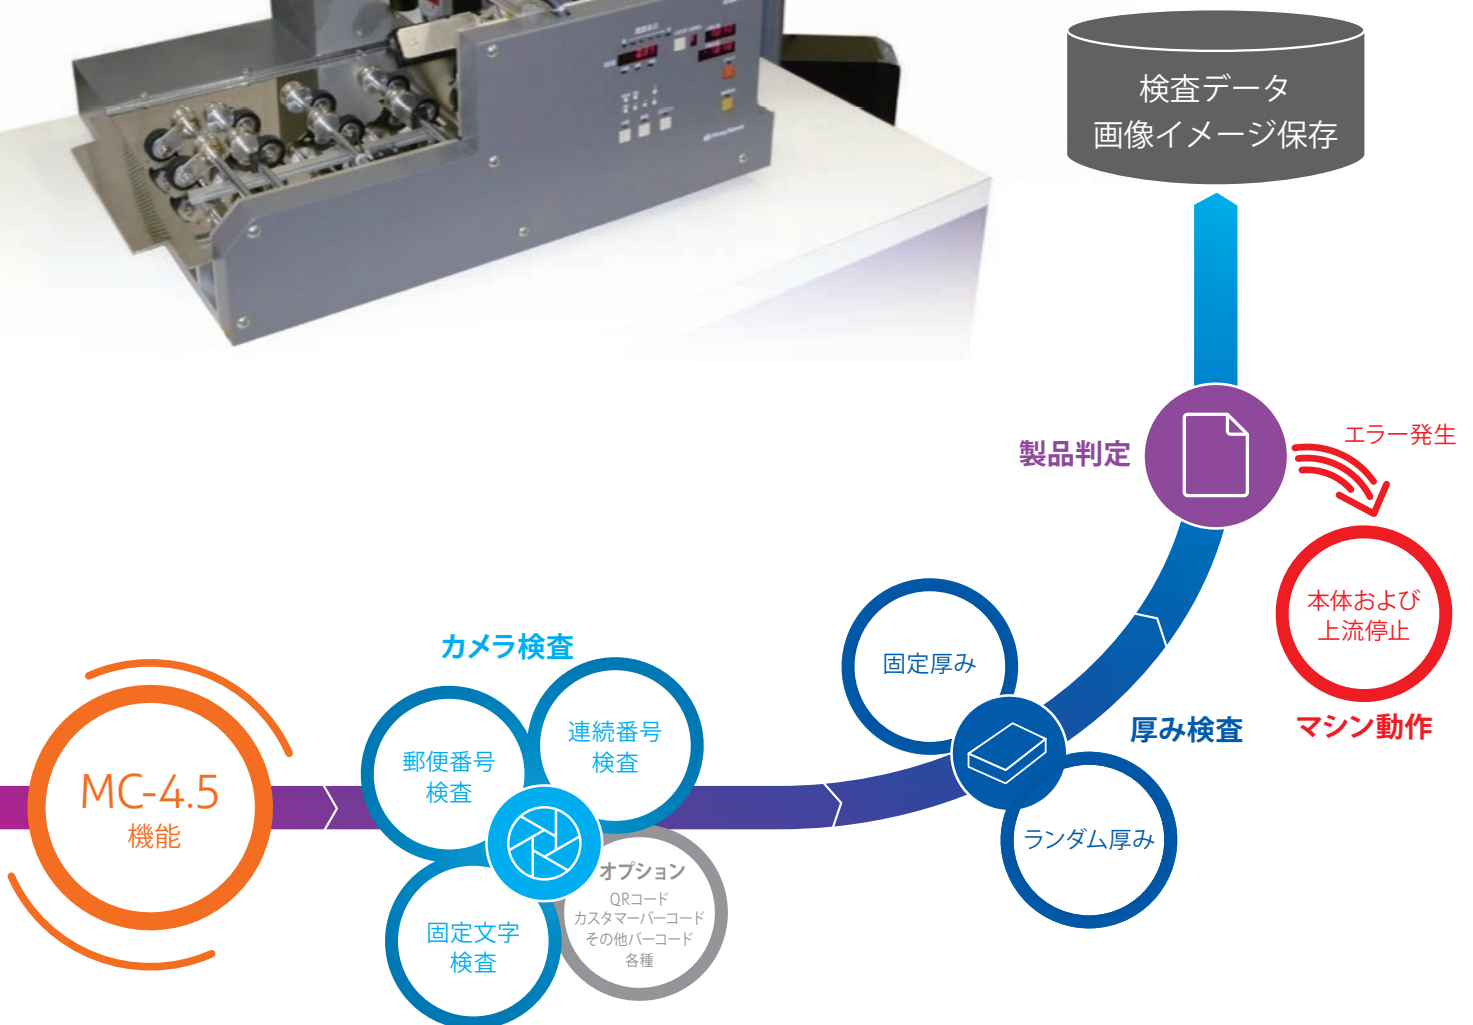 検査データ
画像イメージ保存
製品判定
エラー発生
本体および
上流停止
マシン動作
固定厚み
厚み検査
ランダム厚み
カメラ検査
連続番号
検査
郵便番号
検査
固定文字
検査
オプション
QRコード
カスタマーバーコード
その他バーコード
各種
MC-4.5
機能